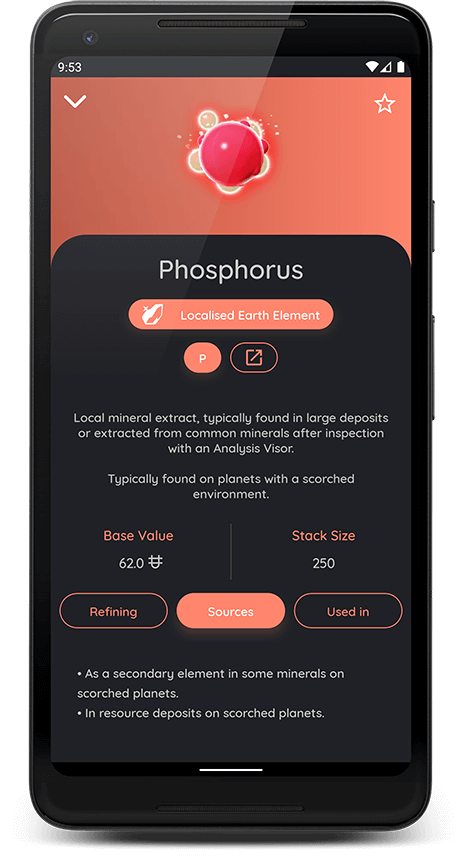 9:53
Phosphorus
Localised Earth Element
P
Local mineral extract, typically found in large deposits
or extracted from common minerals after inspection
with an Analysis Visor.
Typically found on planets with a scorched
environment.
Base Value
Stack Size
62.0
250
Refining
Sources
Used in
• As a secondary element in some minerals on
scorched planets.
• In resource deposits on scorched planets.